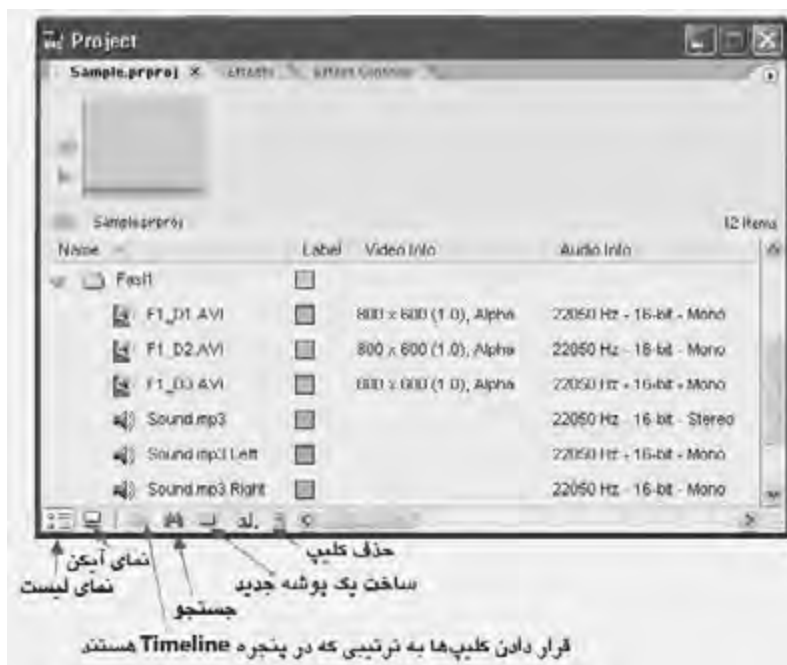 Project
Sample.prproj × Effects Effect Controls
Sample.prproj
12 Items
Name Label Video Info Audio Info
Fasl1
F1_D1.AVI 800 x 600 (1.0), Alpha 22050 Hz - 16-bit - Mono
F1_D2.AVI 800 x 600 (1.0), Alpha 22050 Hz - 16-bit - Mono
F1_D3.AVI 800 x 600 (1.0), Alpha 22050 Hz - 16-bit - Mono
Sound.mp3 22050 Hz - 16-bit - Stereo
Sound.mp3 Left 22050 Hz - 16-bit - Mono
Sound.mp3 Right 22050 Hz - 16-bit - Mono
حذف کلیپ
نمای آیکن
ساخت یک پوشه جدید
نمای لیست
جستجو
قرار دادن کلیپ‌ها به ترتیبی که در پنجره Timeline هستند